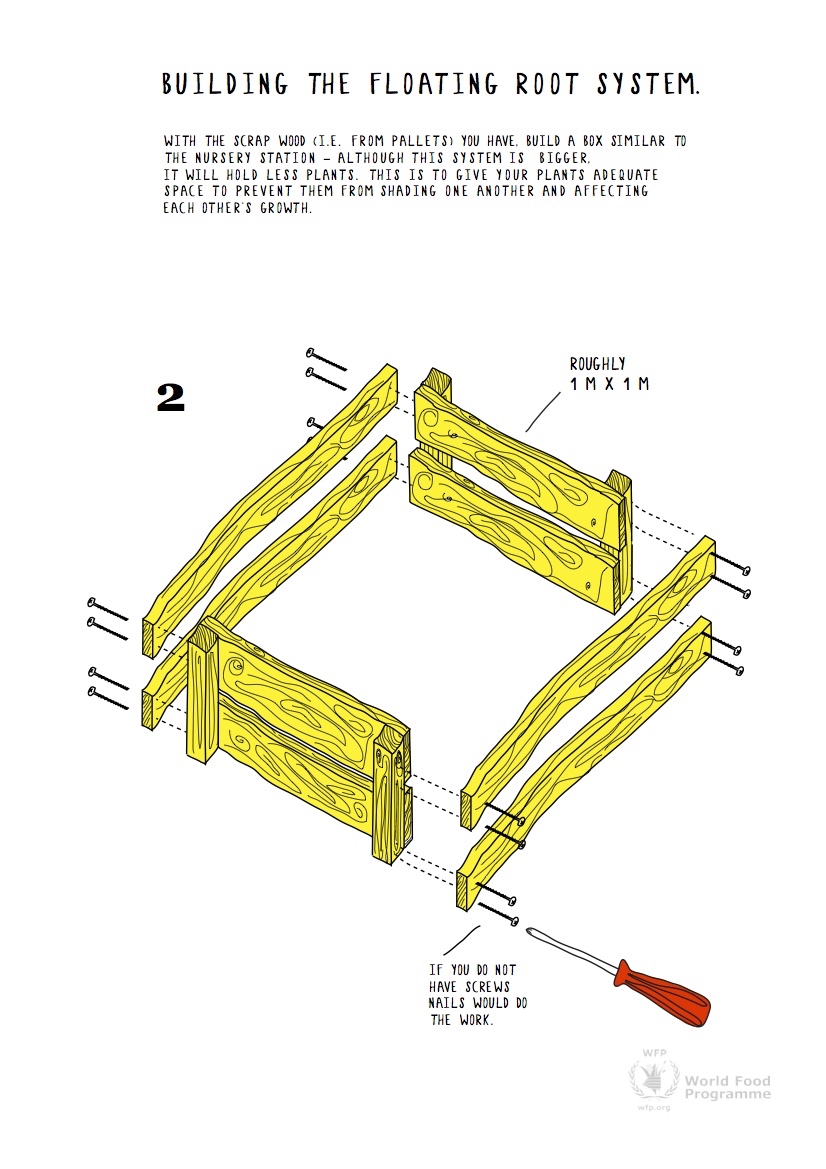 BUILDING THE FLOATING ROOT SYSTEM.
WITH THE SCRAP WOOD (I.E. FROM PALLETS) YOU HAVE, BUILD A BOX SIMILAR TO
THE NURSERY STATION – ALTHOUGH THIS SYSTEM IS BIGGER,
IT WILL HOLD LESS PLANTS. THIS IS TO GIVE YOUR PLANTS ADEQUATE
SPACE TO PREVENT THEM FROM SHADING ONE ANOTHER AND AFFECTING
EACH OTHER'S GROWTH.
2
ROUGHLY
1 M X 1 M
IF YOU DO NOT
HAVE SCREWS
NAILS WOULD DO
THE WORK.
WFP
wfp.org
World Food
Programme